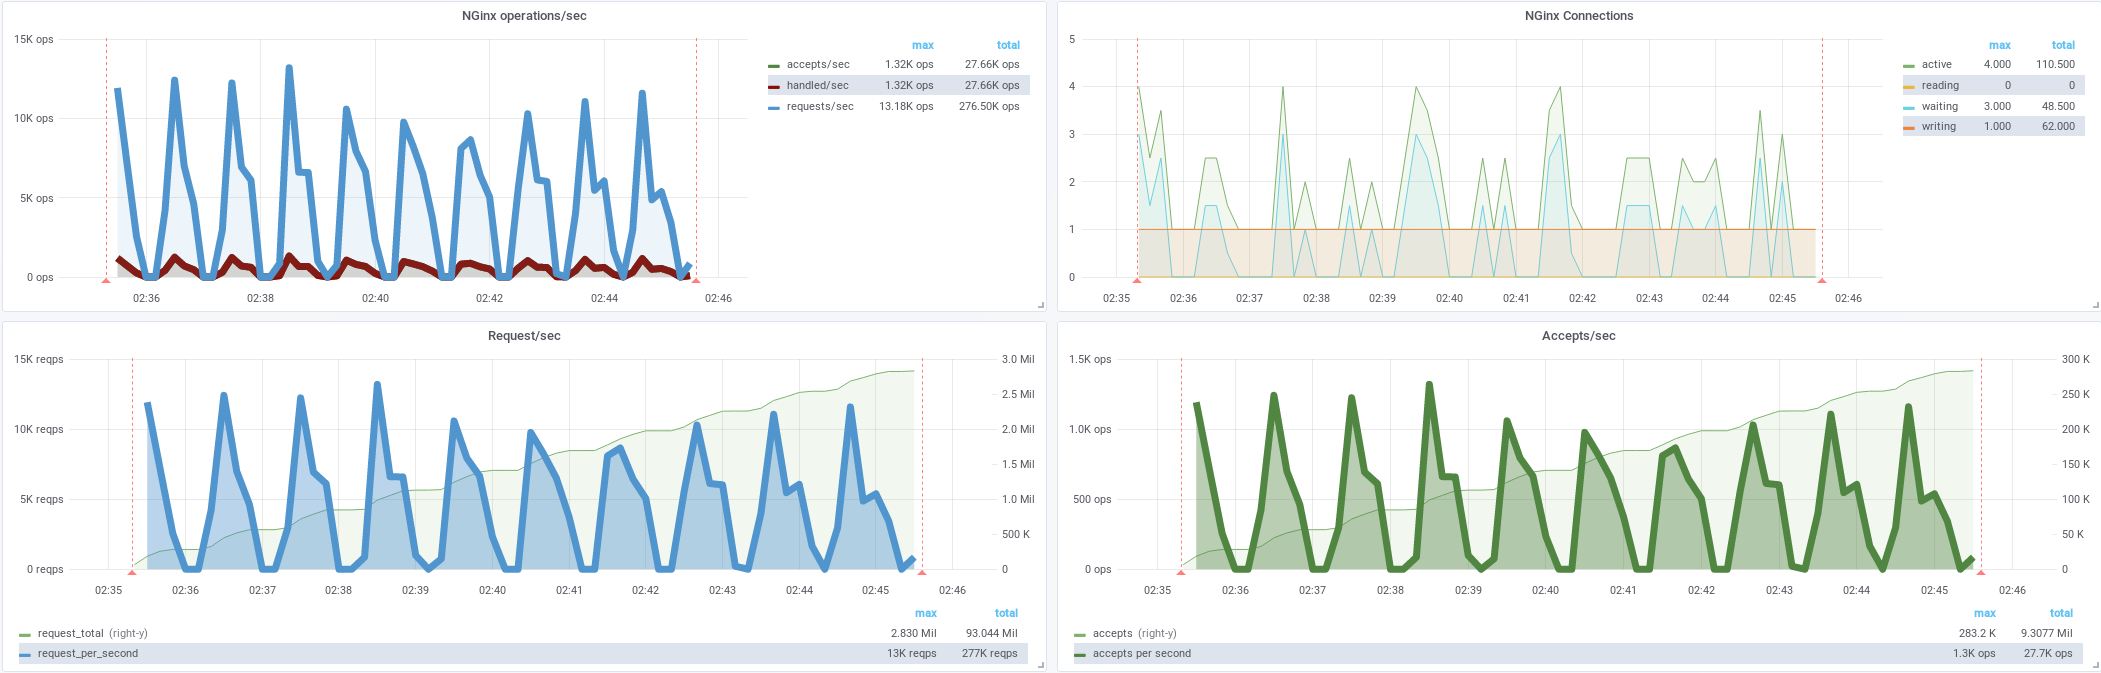 NGinx operations/sec
15K ops
10K ops
5K ops
0 ops
02:36 02:38 02:40 02:42 02:44 02:46
max total
accepts/sec 1.32K ops 27.66K ops
handled/sec 1.32K ops 27.66K ops
requests/sec 13.18K ops 276.50K ops
NGinx Connections
5
4
3
2
1
0
02:35 02:36 02:37 02:38 02:39 02:40 02:41 02:42 02:43 02:44 02:45 02:46
max total
active 4.000 110.500
reading 0 0
waiting 3.000 48.500
writing 1.000 62.000
Request/sec
15K reqps
10K reqps
5K reqps
0 reqps
3.0 Mil
2.5 Mil
2.0 Mil
1.5 Mil
1.0 Mil
500 K
0
02:35 02:36 02:37 02:38 02:39 02:40 02:41 02:42 02:43 02:44 02:45 02:46
max total
request_total (right-y) 2.830 Mil 93.044 Mil
request_per_second 13K reqps 277K reqps
Accepts/sec
1.5K ops
1.0K ops
500 ops
0 ops
300 K
250 K
200 K
150 K
100 K
50 K
0
02:35 02:36 02:37 02:38 02:39 02:40 02:41 02:42 02:43 02:44 02:45 02:46
max total
accepts (right-y) 283.2 K 9.3077 Mil
accepts per second 1.3K ops 27.7K ops